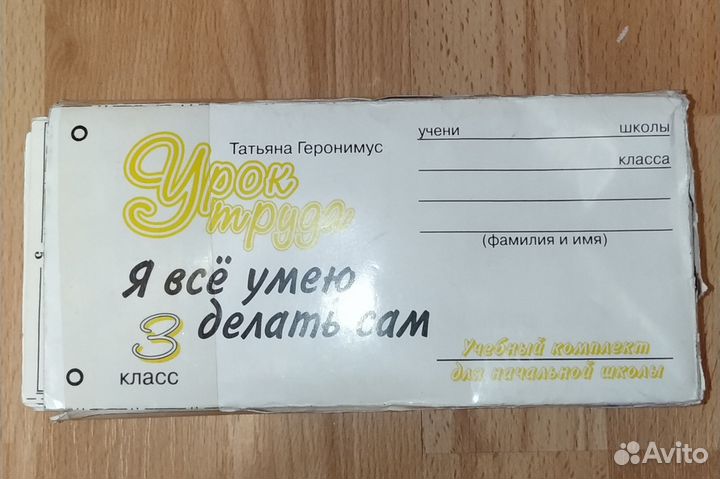 Татьяна Геронимус
Урок
труда
Я всё умею
делать сам
3
класс
учени школы
класса
(фамилия и имя)
Учебный комплект
для начальной школы
5
Avito